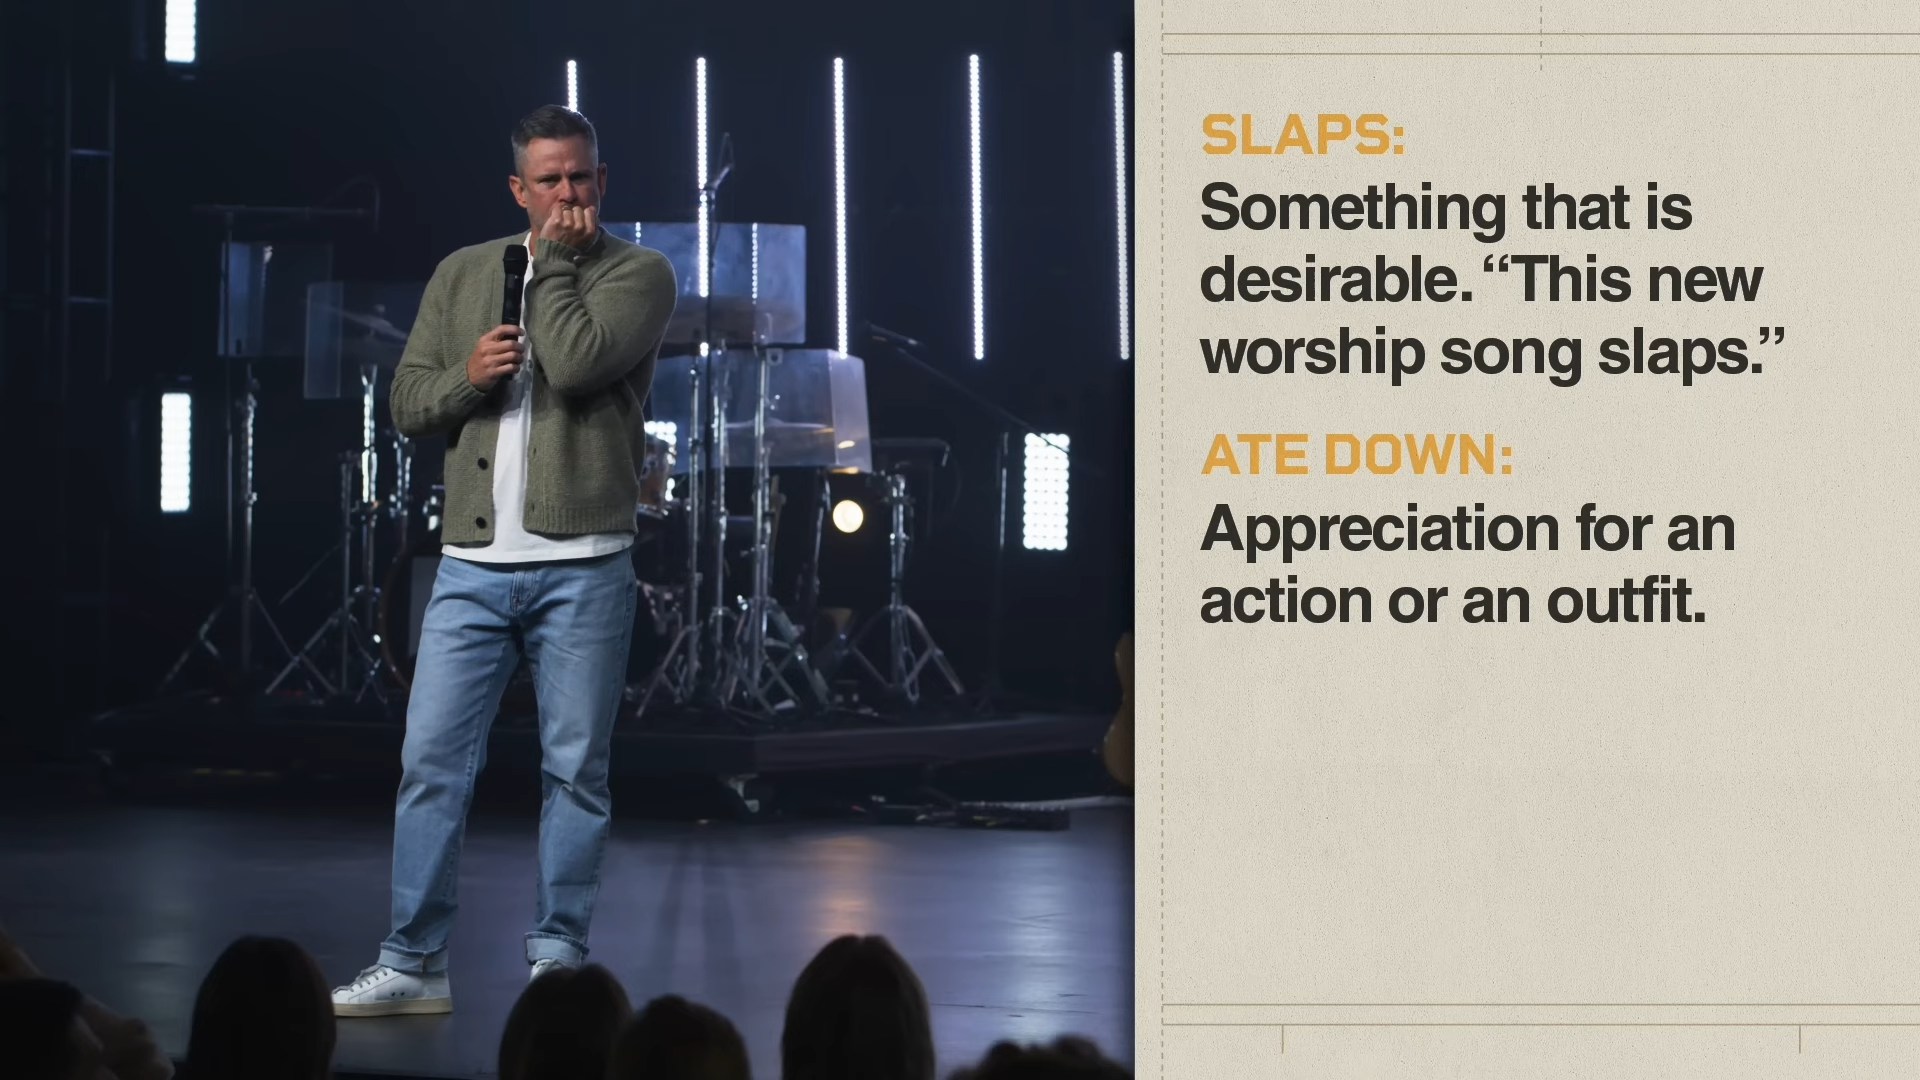 SLAPS:
Something that is
desirable. “This new
worship song slaps.”
ATE DOWN:
Appreciation for an
action or an outfit.